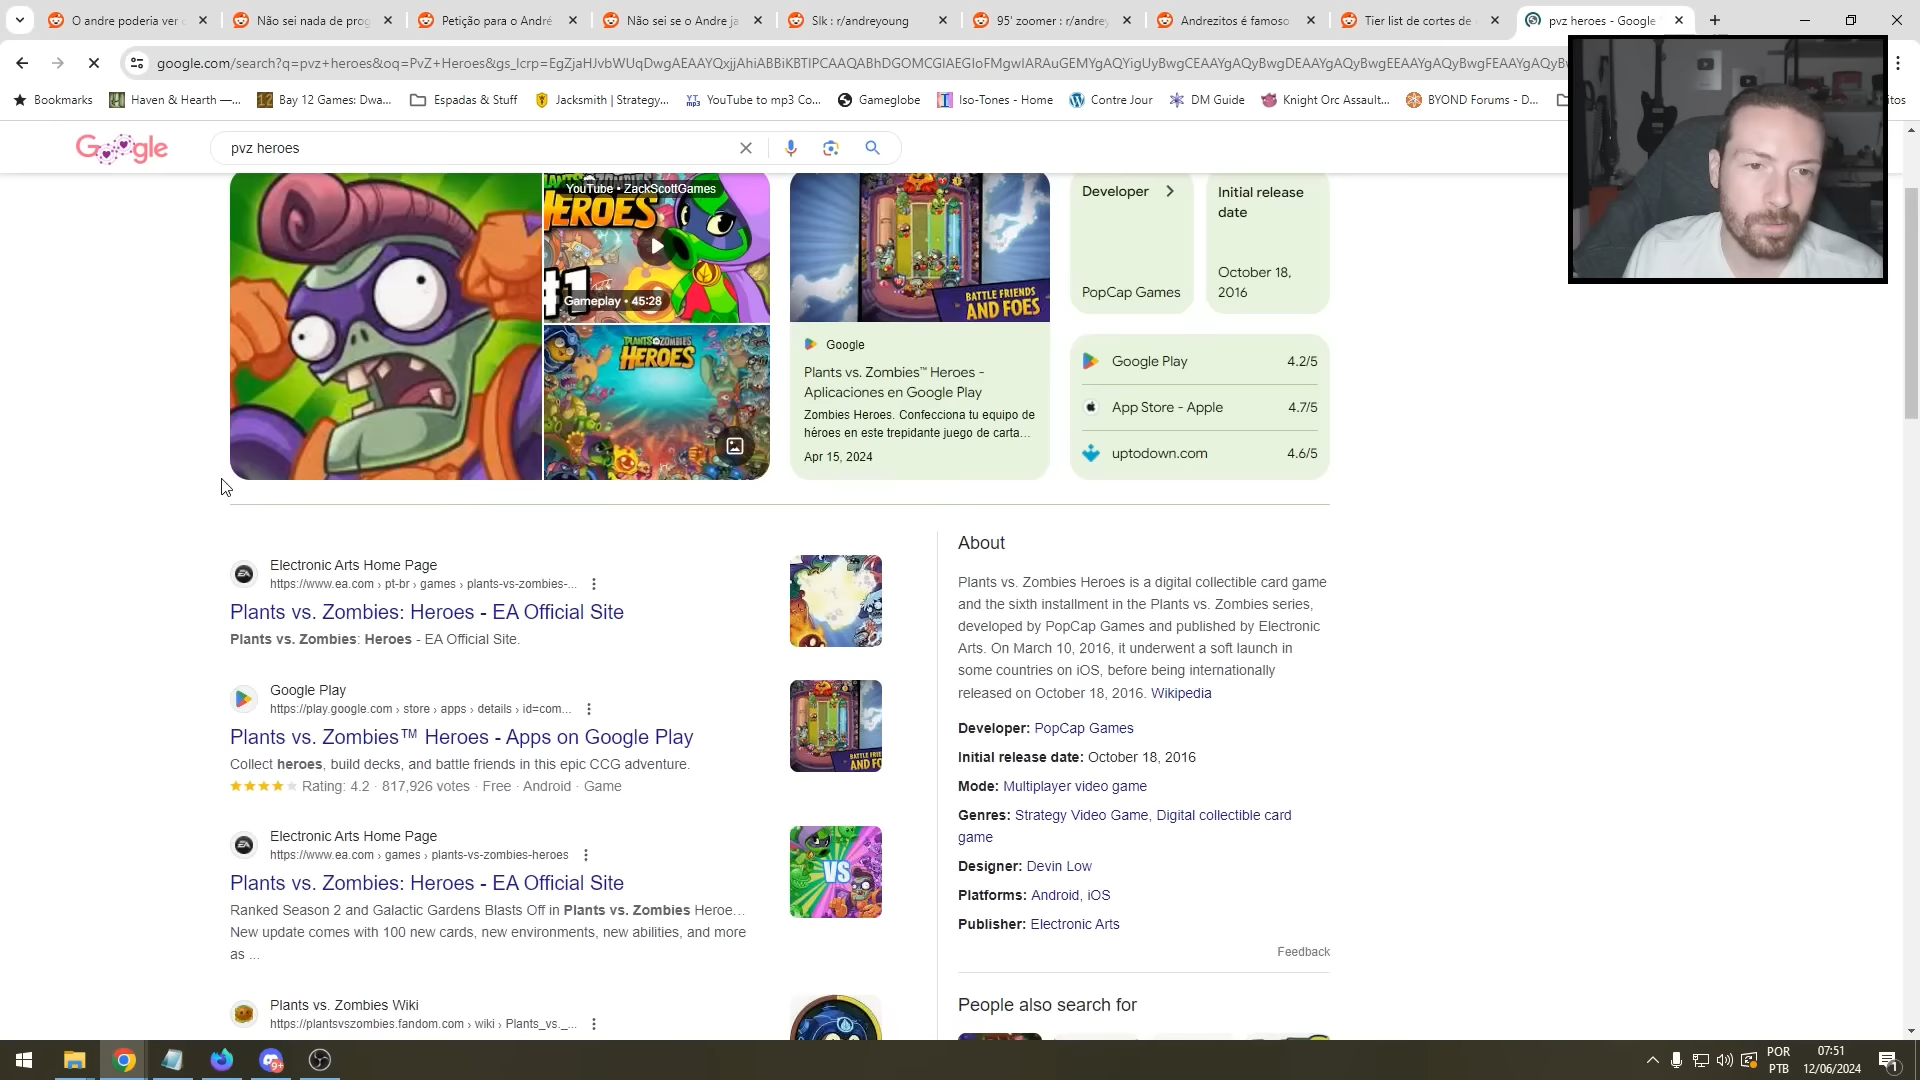 O andre poderia ver
Não sei nada de prog
Petição para o André
Não sei se o Andre ja
Slk : r/andreyoung
95' zoomer : r/andrey
Andrezitos é famoso
Tier list de cortes de
pvz heroes - Google
google.com/search?q=pvz+heroes&oq=PvZ+Heroes&gs_lcrp=EgZjaHJvbWUqDwgAEAAYQxjjAhiABBiKBTIPCAAQABhDGOMCGIAEGIoFMgwIARAuGEMYgAQYigUyBwgCEAAYgAQyBwgDEAAYgAQyBwgEEAAYgAQyBwgFEAAYgAQyBw
Bookmarks
Haven & Hearth —...
Bay 12 Games: Dwa...
Espadas & Stuff
Jacksmith | Strategy...
YouTube to mp3 Co...
Gameglobe
Iso-Tones - Home
Contre Jour
DM Guide
Knight Orc Assault...
BYOND Forums - D...
itos
Google
pvz heroes
YouTube • ZackScottGames
HEROES
#1
Gameplay • 45:28
PLANTS vs ZOMBIES
HEROES
BATTLE FRIENDS
AND FOES
Google
Plants vs. Zombies™ Heroes -
Aplicaciones en Google Play
Zombies Heroes. Confecciona tu equipo de
héroes en este trepidante juego de carta...
Apr 15, 2024
Developer
PopCap Games
Initial release
date
October 18,
2016
Google Play 4.2/5
App Store - Apple 4.7/5
uptodown.com 4.6/5
Electronic Arts Home Page
https://www.ea.com › pt-br › games › plants-vs-zombies-...
Plants vs. Zombies: Heroes - EA Official Site
Plants vs. Zombies: Heroes - EA Official Site.
Google Play
https://play.google.com › store › apps › details › id=com...
Plants vs. Zombies™ Heroes - Apps on Google Play
Collect heroes, build decks, and battle friends in this epic CCG adventure.
Rating: 4.2 · 817,926 votes · Free · Android · Game
BATTLE FRIE
AND FO
Electronic Arts Home Page
https://www.ea.com › games › plants-vs-zombies-heroes
Plants vs. Zombies: Heroes - EA Official Site
Ranked Season 2 and Galactic Gardens Blasts Off in Plants vs. Zombies Heroe...
New update comes with 100 new cards, new environments, new abilities, and more
as ...
VS
Plants vs. Zombies Wiki
https://plantsvszombies.fandom.com › wiki › Plants_vs._...
About
Plants vs. Zombies Heroes is a digital collectible card game
and the sixth installment in the Plants vs. Zombies series,
developed by PopCap Games and published by Electronic
Arts. On March 10, 2016, it underwent a soft launch in
some countries on iOS, before being internationally
released on October 18, 2016. Wikipedia
Developer: PopCap Games
Initial release date: October 18, 2016
Mode: Multiplayer video game
Genres: Strategy Video Game, Digital collectible card
game
Designer: Devin Low
Platforms: Android, iOS
Publisher: Electronic Arts
Feedback
People also search for
9+
POR
PTB
07:51
12/06/2024
1